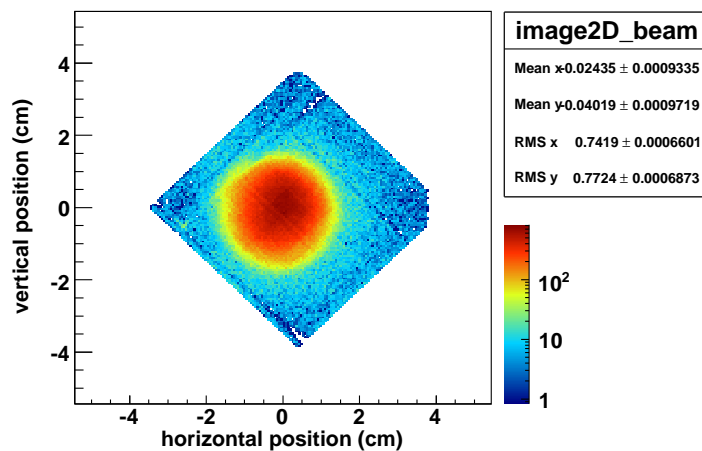 image2D_beam
Mean x -0.02435 ± 0.0009335
Mean y -0.04019 ± 0.0009719
RMS x 0.7419 ± 0.0006601
RMS y 0.7724 ± 0.0006873
vertical position (cm)
4
2
0
-2
-4
-4 -2 0 2 4
horizontal position (cm)
10²
10
1